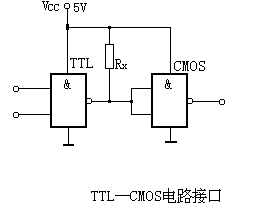 Vcc 5V
TTL
Rx
CMOS
& &
TTL—CMOS电路接口